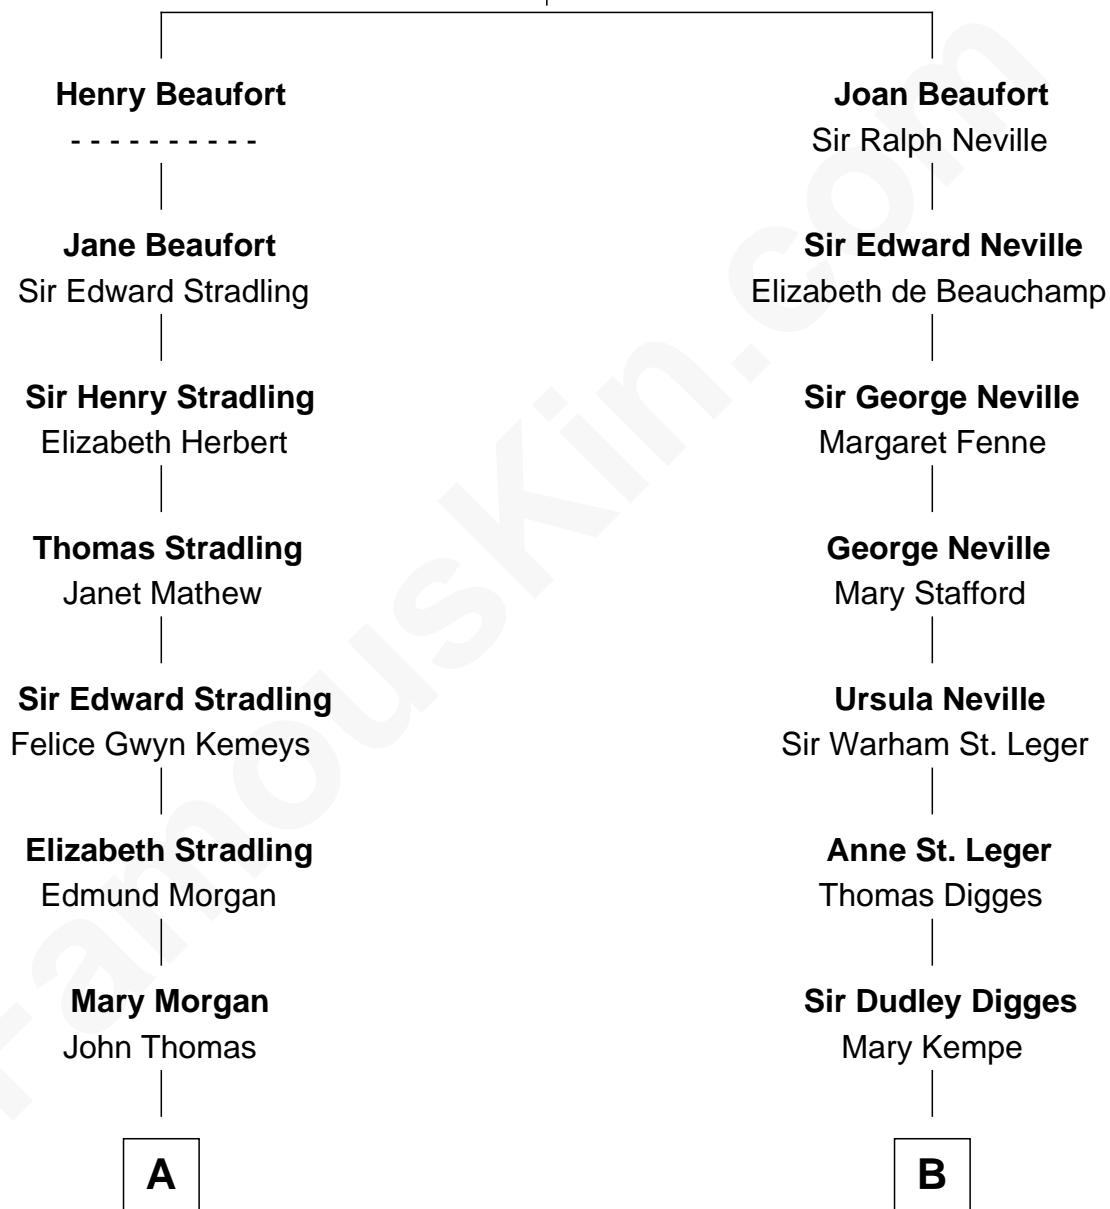 Henry Beaufort
- - - - - - - - - -
Jane Beaufort
Sir Edward Stradling
Sir Henry Stradling
Elizabeth Herbert
Thomas Stradling
Janet Mathew
Sir Edward Stradling
Felice Gwyn Kemeys
Elizabeth Stradling
Edmund Morgan
Mary Morgan
John Thomas
A
Joan Beaufort
Sir Ralph Neville
Sir Edward Neville
Elizabeth de Beauchamp
Sir George Neville
Margaret Fenne
George Neville
Mary Stafford
Ursula Neville
Sir Warham St. Leger
Anne St. Leger
Thomas Digges
Sir Dudley Digges
Mary Kempe
B
FamousKin.com